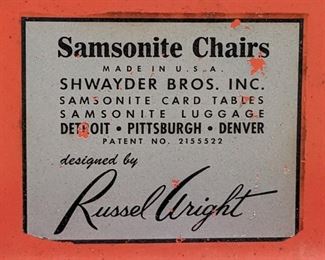 Samsonite Chairs
MADE IN U.S.A.
SHWAYDER BROS. INC.
SAMSONITE CARD TABLES
SAMSONITE LUGGAGE
DETROIT • PITTSBURGH • DENVER
PATENT NO. 2155522
designed by
Russel Wright